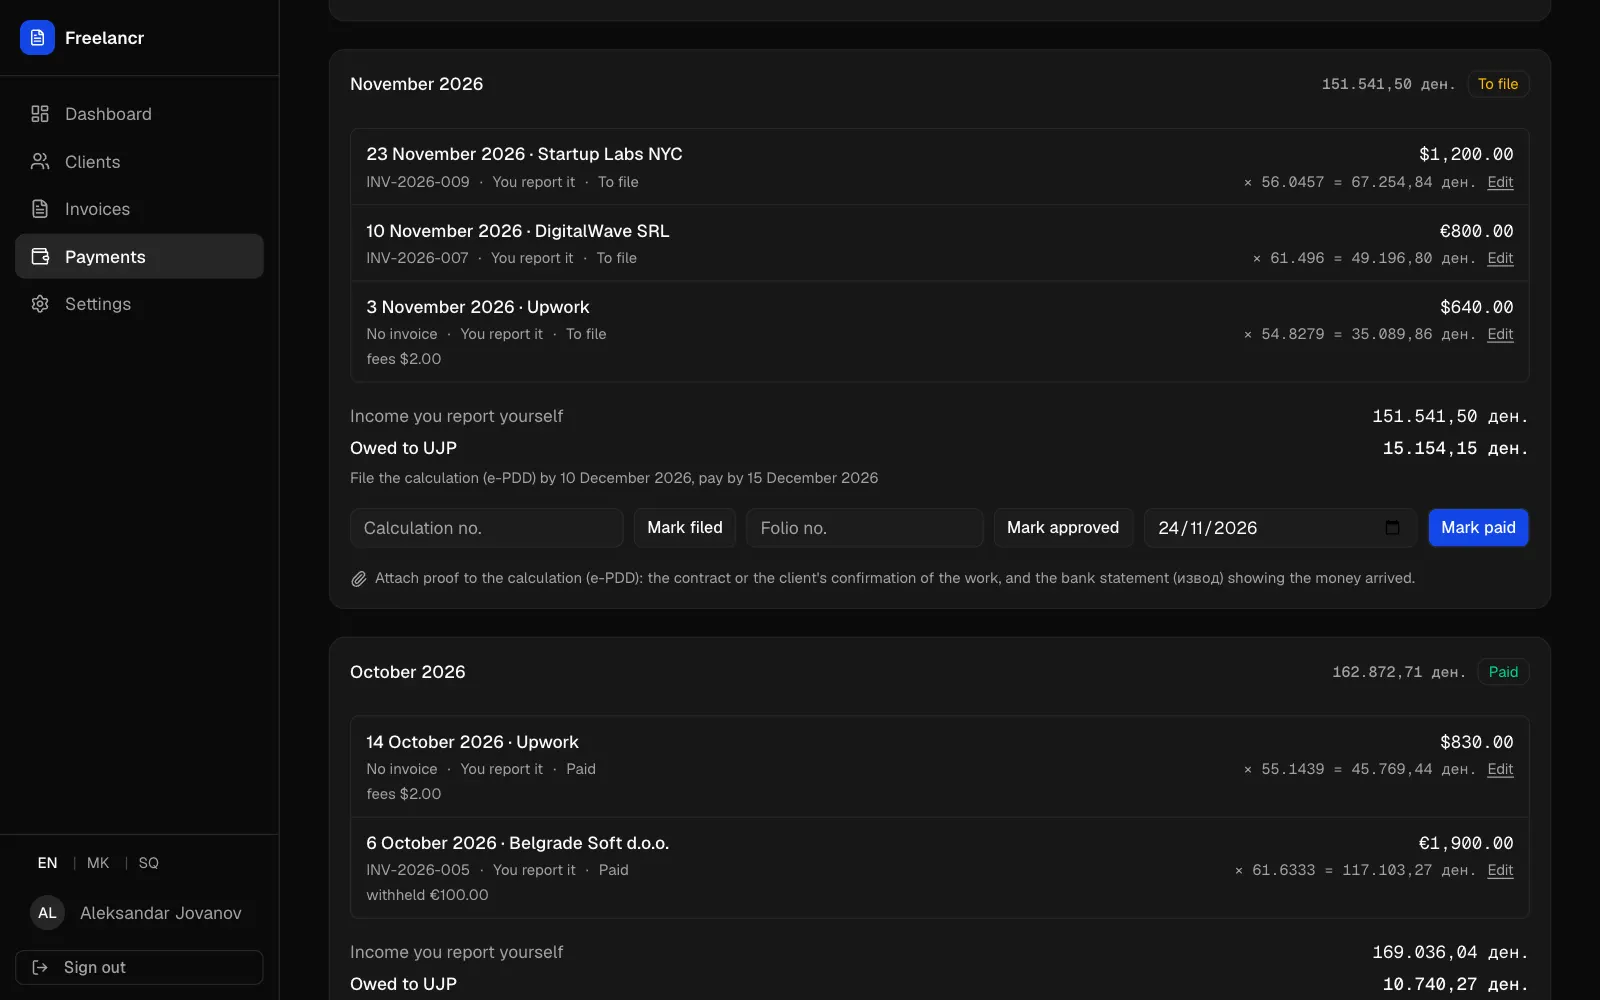 Freelancr
Dashboard
Clients
Invoices
Payments
Settings
EN | MK | SQ
AL Aleksandar Jovanov
Sign out
November 2026 151.541,50 ден. To file
23 November 2026 · Startup Labs NYC $1,200.00
INV-2026-009 · You report it · To file × 56.0457 = 67.254,84 ден. Edit
10 November 2026 · DigitalWave SRL €800.00
INV-2026-007 · You report it · To file × 61.496 = 49.196,80 ден. Edit
3 November 2026 · Upwork $640.00
No invoice · You report it · To file × 54.8279 = 35.089,86 ден. Edit
fees $2.00
Income you report yourself 151.541,50 ден.
Owed to UJP 15.154,15 ден.
File the calculation (e-PDD) by 10 December 2026, pay by 15 December 2026
Calculation no. Mark filed Folio no. Mark approved 24/11/2026 Mark paid
Attach proof to the calculation (e-PDD): the contract or the client's confirmation of the work, and the bank statement (извод) showing the money arrived.
October 2026 162.872,71 ден. Paid
14 October 2026 · Upwork $830.00
No invoice · You report it · Paid × 55.1439 = 45.769,44 ден. Edit
fees $2.00
6 October 2026 · Belgrade Soft d.o.o. €1,900.00
INV-2026-005 · You report it · Paid × 61.6333 = 117.103,27 ден. Edit
withheld €100.00
Income you report yourself 169.036,04 ден.
Owed to UJP 10.740,27 ден.